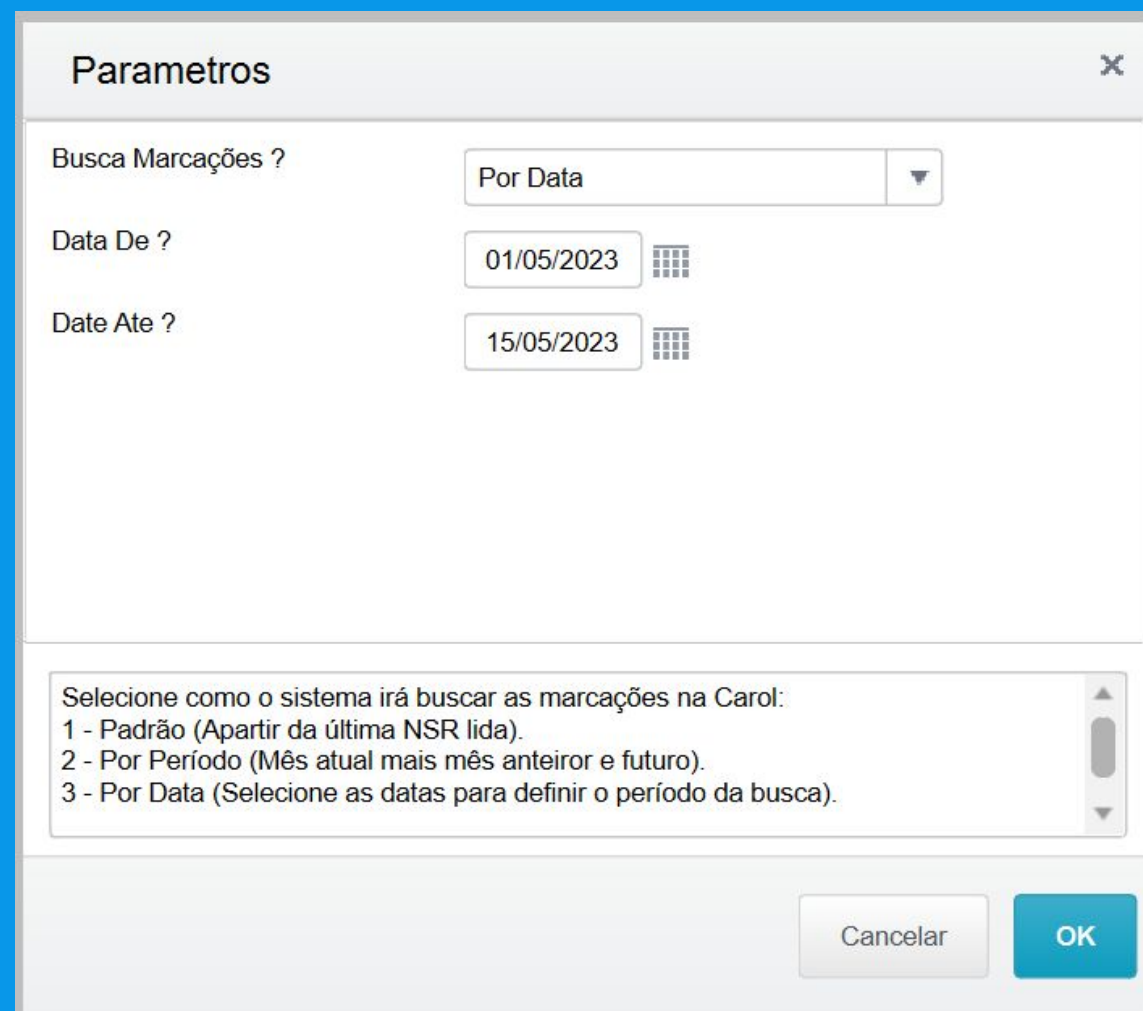 Parametros
Busca Marcações ?
Por Data
Data De ?
01/05/2023
Date Ate ?
15/05/2023
Selecione como o sistema irá buscar as marcações na Carol:
1 - Padrão (Apartir da última NSR lida).
2 - Por Período (Mês atual mais mês anteiror e futuro).
3 - Por Data (Selecione as datas para definir o período da busca).
Cancelar
OK